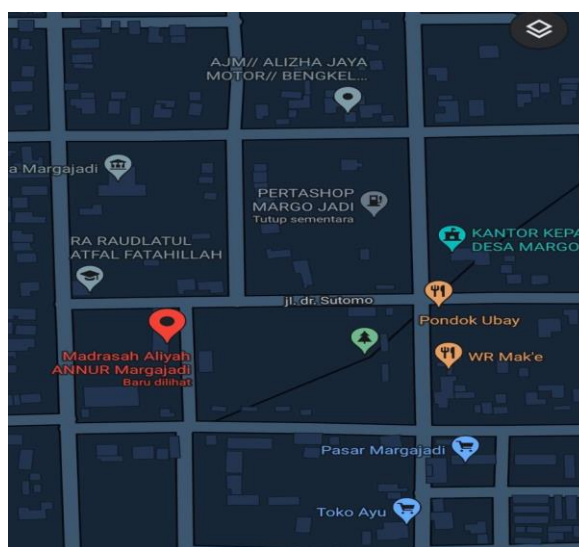 AJM// ALIZHA JAYA
MOTOR// BENGKEL...
a Margajadi
PERTASHOP
MARGO JADI
Tutup sementara
KANTOR KEPA
DESA MARGO
RA RAUDLATUL
ATFAL FATAHILLAH
jl. dr. Sutomo
Pondok Ubay
Madrasah Aliyah
ANNUR Margajadi
Baru dilihat
WR Mak'e
Pasar Margajadi
Toko Ayu